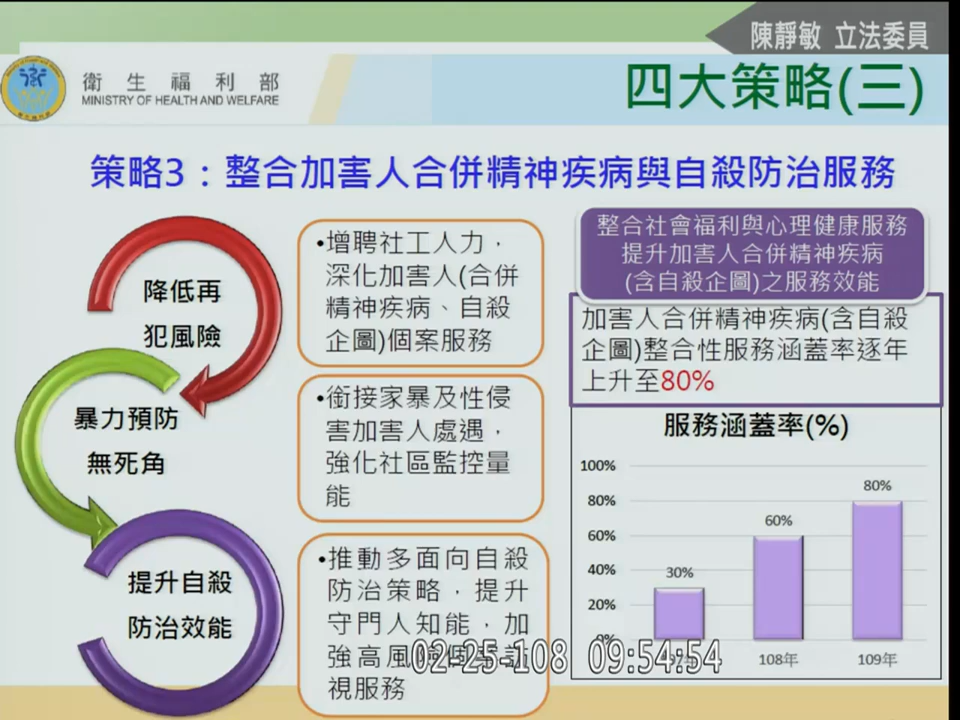 陳靜敏 立法委員
衛生福利部
MINISTRY OF HEALTH AND WELFARE
四大策略(三)
策略3：整合加害人合併精神疾病與自殺防治服務
降低再
犯風險
暴力預防
無死角
提升自殺
防治效能
•增聘社工人力，
深化加害人(合併
精神疾病、自殺
企圖)個案服務
•銜接家暴及性侵
害加害人處遇，
強化社區監控量
能
•推動多面向自殺
防治策略，提升
守門人知能，加
強高風
視服務
整合社會福利與心理健康服務
提升加害人合併精神疾病
(含自殺企圖)之服務效能
加害人合併精神疾病(含自殺
企圖)整合性服務涵蓋率逐年
上升至80%
服務涵蓋率(%)
100%
80%
60%
40%
20%
0%
30%
60%
80%
108年
109年
02-25-108 09:54:54